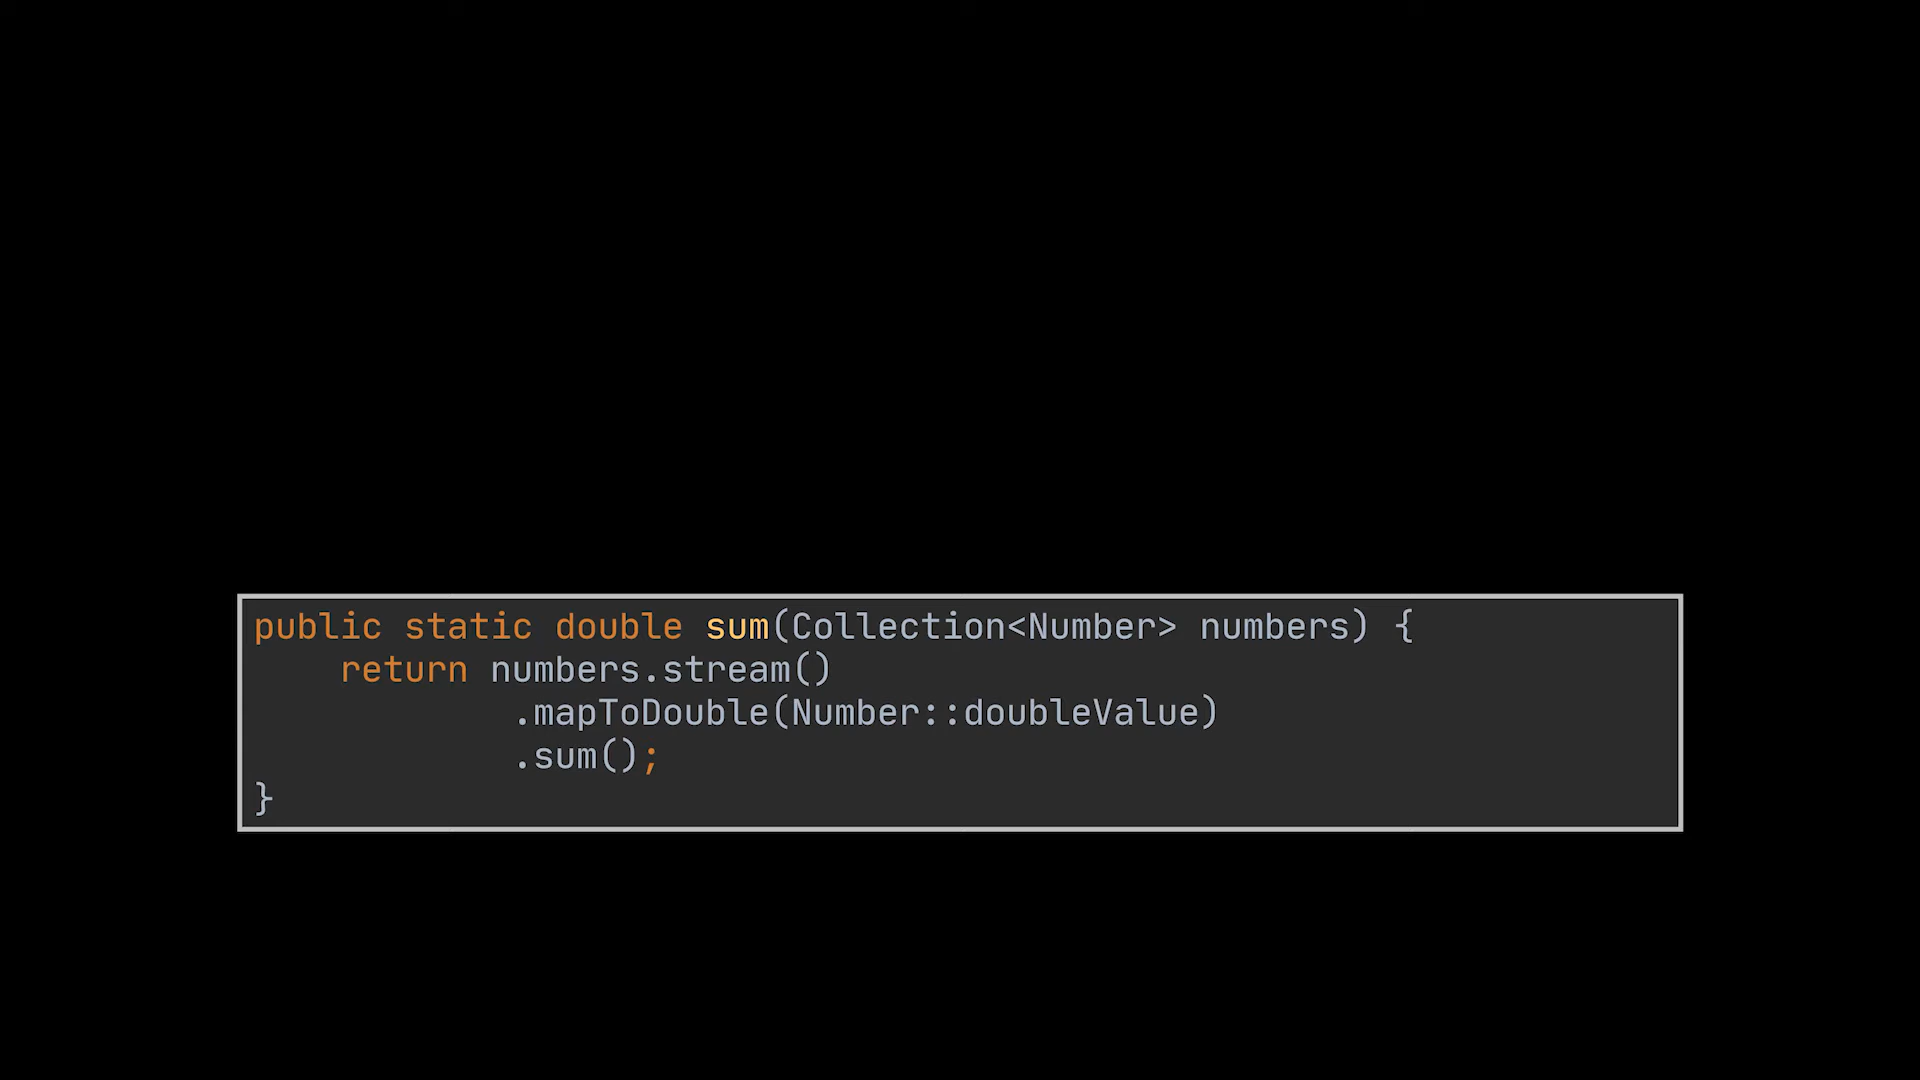 public static double sum(Collection<Number> numbers) {
    return numbers.stream()
            .mapToDouble(Number::doubleValue)
            .sum();
}